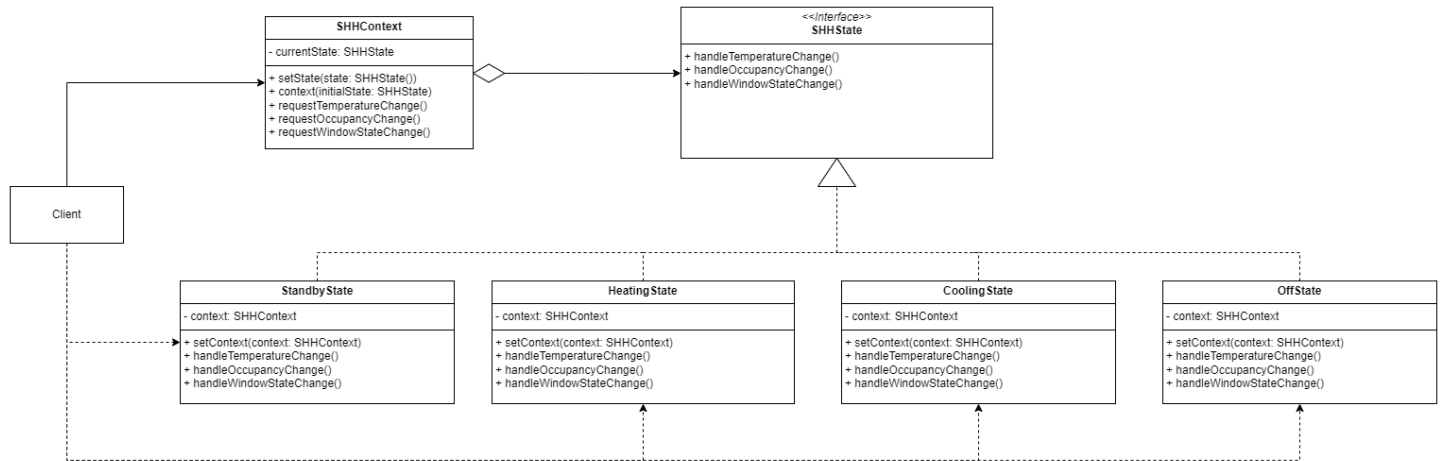 SHHContext
- currentState: SHHState
+ setState(state: SHHState())
+ context(initialState: SHHState)
+ requestTemperatureChange()
+ requestOccupancyChange()
+ requestWindowStateChange()
<<Interface>>
SHHState
+ handleTemperatureChange()
+ handleOccupancyChange()
+ handleWindowStateChange()
Client
StandbyState
- context: SHHContext
+ setContext(context: SHHContext)
+ handleTemperatureChange()
+ handleOccupancyChange()
+ handleWindowStateChange()
HeatingState
- context: SHHContext
+ setContext(context: SHHContext)
+ handleTemperatureChange()
+ handleOccupancyChange()
+ handleWindowStateChange()
CoolingState
- context: SHHContext
+ setContext(context: SHHContext)
+ handleTemperatureChange()
+ handleOccupancyChange()
+ handleWindowStateChange()
OffState
- context: SHHContext
+ setContext(context: SHHContext)
+ handleTemperatureChange()
+ handleOccupancyChange()
+ handleWindowStateChange()